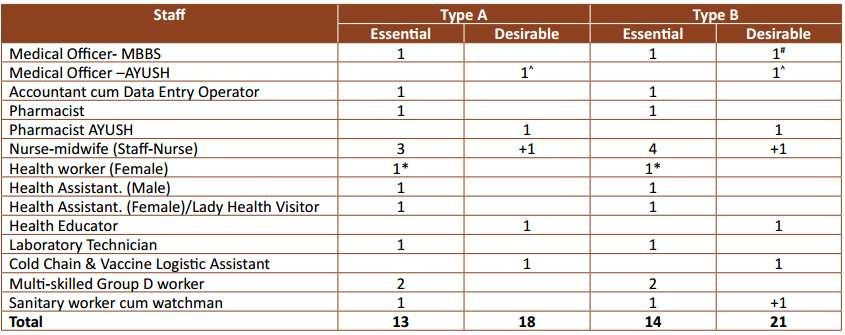 Staff Type A Type B
Essential Desirable Essential Desirable
Medical Officer- MBBS 1 1 1#
Medical Officer –AYUSH 1^ 1^
Accountant cum Data Entry Operator 1 1
Pharmacist 1 1
Pharmacist AYUSH 1 1
Nurse-midwife (Staff-Nurse) 3 +1 4 +1
Health worker (Female) 1* 1*
Health Assistant. (Male) 1 1
Health Assistant. (Female)/Lady Health Visitor 1 1
Health Educator 1 1
Laboratory Technician 1 1
Cold Chain & Vaccine Logistic Assistant 1 1
Multi-skilled Group D worker 2 2
Sanitary worker cum watchman 1 1 +1
Total 13 18 14 21